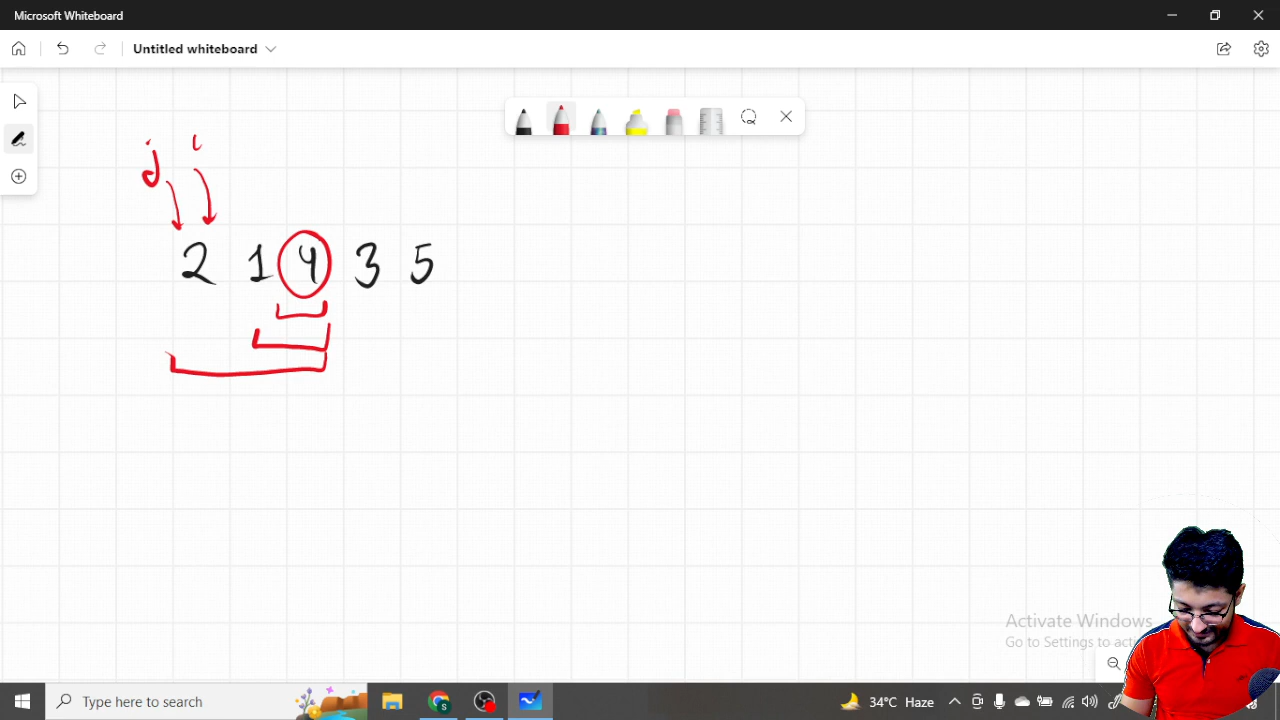 Microsoft Whiteboard
Untitled whiteboard
j i
2 1 4 3 5
Activate Windows
Go to Settings to
Type here to search
34°C Haze